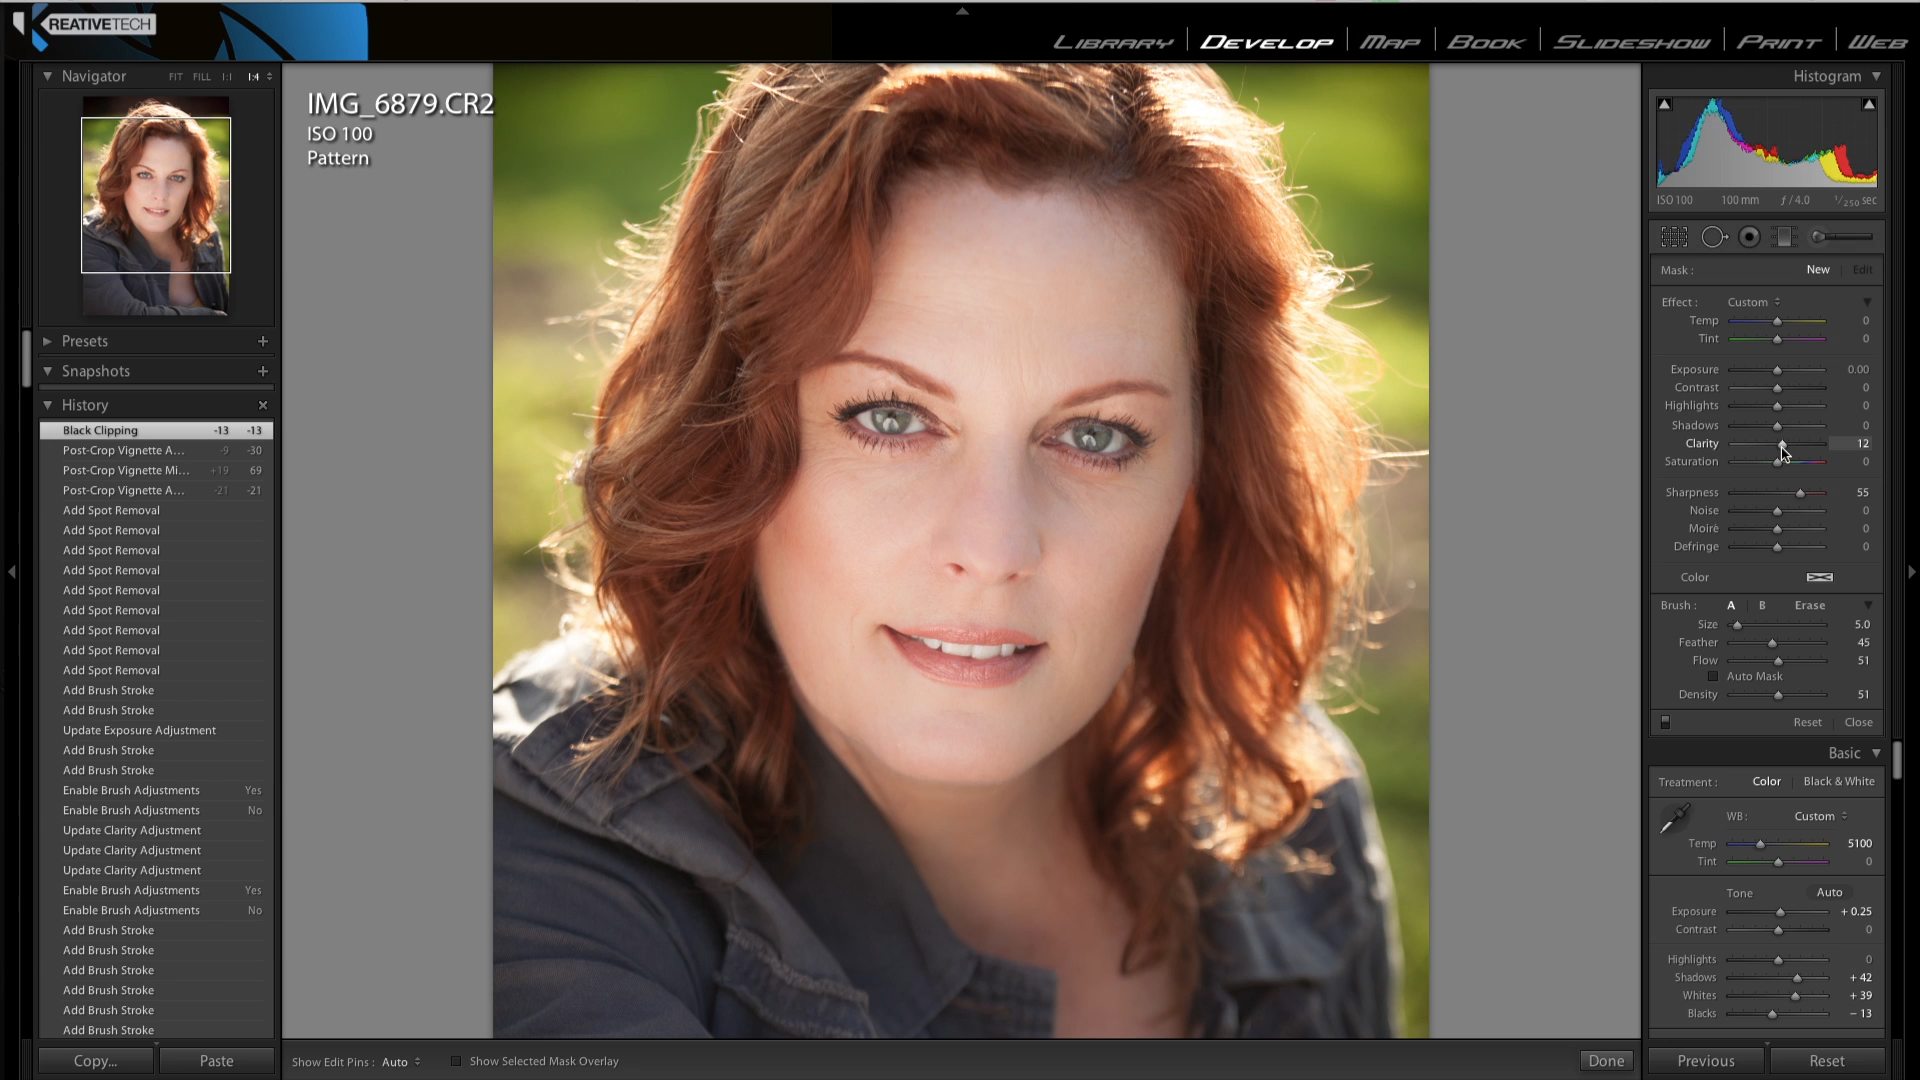 KREATIVETECH
LIBRARY | DEVELOP | MAP | BOOK | SLIDESHOW | PRINT | WEB
Navigator FIT FILL 1:1 1:4
Presets +
Snapshots +
History ×
Black Clipping -13 -13
Post-Crop Vignette A... -9 -30
Post-Crop Vignette Mi... +19 69
Post-Crop Vignette A... -21 -21
Add Spot Removal
Add Spot Removal
Add Spot Removal
Add Spot Removal
Add Spot Removal
Add Spot Removal
Add Spot Removal
Add Spot Removal
Add Spot Removal
Add Brush Stroke
Add Brush Stroke
Update Exposure Adjustment
Add Brush Stroke
Add Brush Stroke
Enable Brush Adjustments Yes
Enable Brush Adjustments No
Update Clarity Adjustment
Update Clarity Adjustment
Update Clarity Adjustment
Enable Brush Adjustments Yes
Enable Brush Adjustments No
Add Brush Stroke
Add Brush Stroke
Add Brush Stroke
Add Brush Stroke
Add Brush Stroke
Add Brush Stroke
Copy... Paste
IMG_6879.CR2
ISO 100
Pattern
Show Edit Pins : Auto Show Selected Mask Overlay Done
Histogram
ISO 100 100 mm f / 4.0 1/250 sec
Mask : New | Edit
Effect : Custom
Temp 0
Tint 0
Exposure 0.00
Contrast 0
Highlights 0
Shadows 0
Clarity 12
Saturation 0
Sharpness 55
Noise 0
Moiré 0
Defringe 0
Color
Brush : A | B Erase
Size 5.0
Feather 45
Flow 51
Auto Mask
Density 51
Reset | Close
Basic
Treatment : Color | Black & White
WB : Custom
Temp 5100
Tint 0
Tone Auto
Exposure + 0.25
Contrast 0
Highlights 0
Shadows + 42
Whites + 39
Blacks − 13
Previous Reset